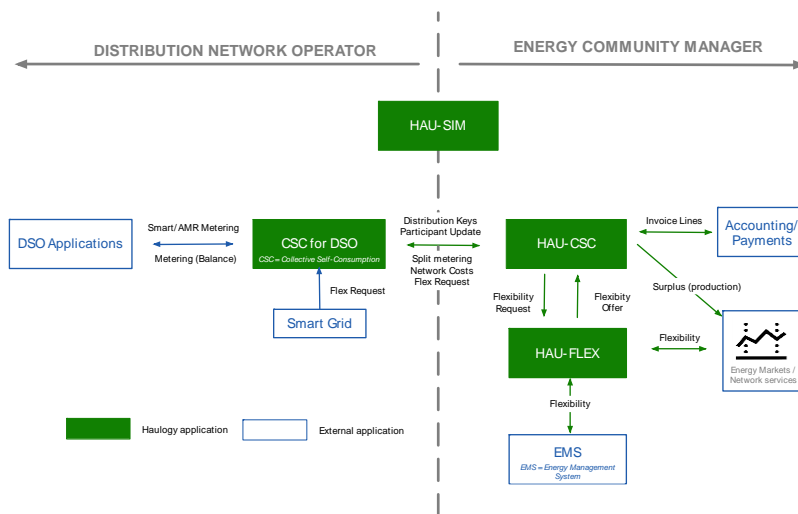 DISTRIBUTION NETWORK OPERATOR
ENERGY COMMUNITY MANAGER
HAU-SIM
DSO Applications
Smart/AMR Metering
Metering (Balance)
CSC for DSO
CSC = Collective Self-Consumption
Distribution Keys
Participant Update
Split metering
Network Costs
Flex Request
HAU-CSC
Invoice Lines
Accounting/
Payments
Flex Request
Smart Grid
Flexibility
Request
Flexibity
Offer
Surplus (production)
HAU-FLEX
Flexibility
Energy Markets /
Network services
Flexibility
EMS
EMS = Energy Management
System
Haulogy application
External application